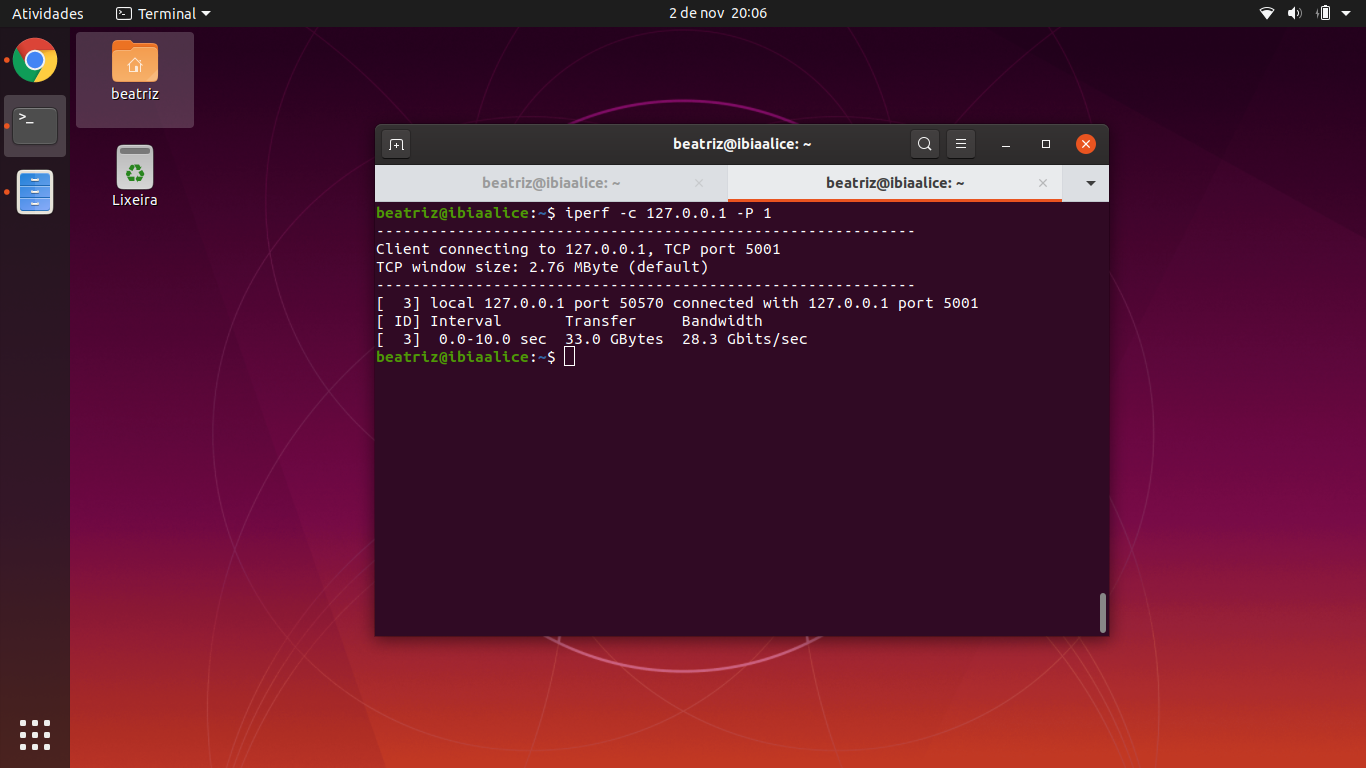 Atividades
Terminal
2 de nov 20:06
beatriz
Lixeira
beatriz@ibiaalice: ~
beatriz@ibiaalice: ~
beatriz@ibiaalice: ~
beatriz@ibiaalice:~$ iperf -c 127.0.0.1 -P 1
------------------------------------------------------------
Client connecting to 127.0.0.1, TCP port 5001
TCP window size: 2.76 MByte (default)
------------------------------------------------------------
[  3] local 127.0.0.1 port 50570 connected with 127.0.0.1 port 5001
[ ID] Interval       Transfer     Bandwidth
[  3]  0.0-10.0 sec  33.0 GBytes  28.3 Gbits/sec
beatriz@ibiaalice:~$